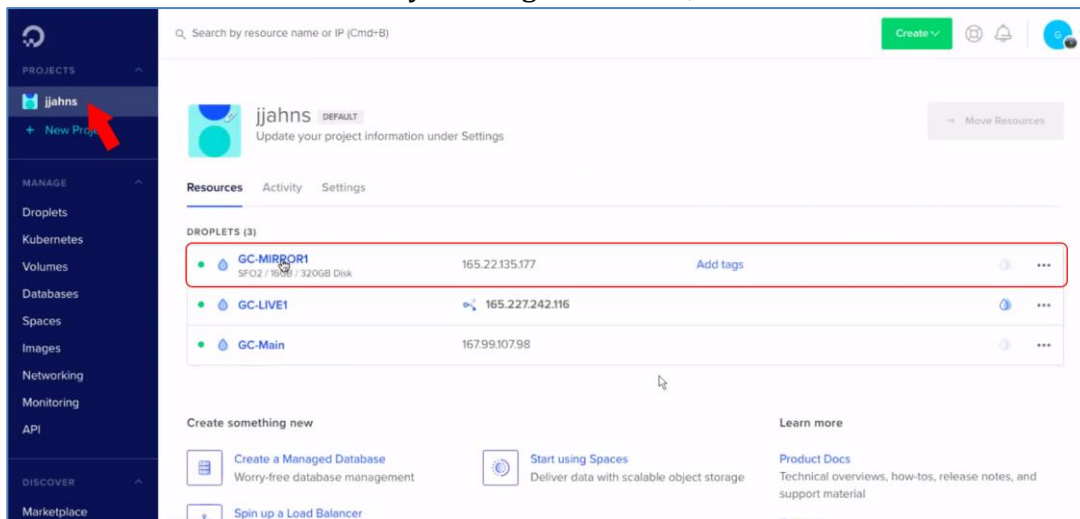 Search by resource name or IP (Cmd+B)
Create
G
PROJECTS
jjahns
+ New
jjahns DEFAULT
Update your project information under Settings
→ Move Resources
MANAGE
Droplets
Kubernetes
Volumes
Databases
Spaces
Images
Networking
Monitoring
API
DISCOVER
Marketplace
Resources Activity Settings
DROPLETS (3)
GC-MIRROR1 165.22.135.177 Add tags
SFO2 / 16GB / 320GB Disk
GC-LIVE1 165.227.242.116
GC-Main 167.99.107.98
Create something new
Create a Managed Database
Worry-free database management
Start using Spaces
Deliver data with scalable object storage
Spin up a Load Balancer
Learn more
Product Docs
Technical overviews, how-tos, release notes, and
support material